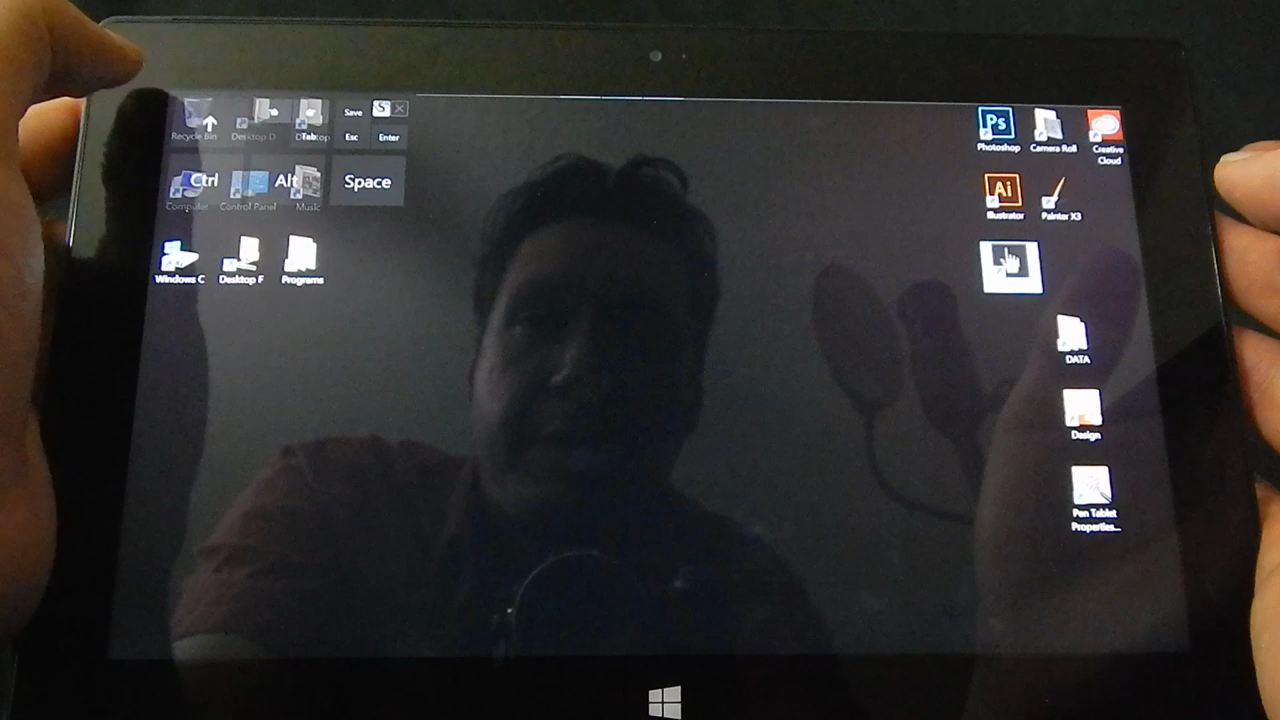 Recycle Bin
Desktop D
Tab
Save
S
Esc
Enter
Ctrl
Alt
Space
Computer
Control Panel
Music
Windows C
Desktop F
Programs
Ps
Photoshop
Camera Roll
Creative
Cloud
Ai
Illustrator
Painter X3
DATA
Design
Pen Tablet
Properties...